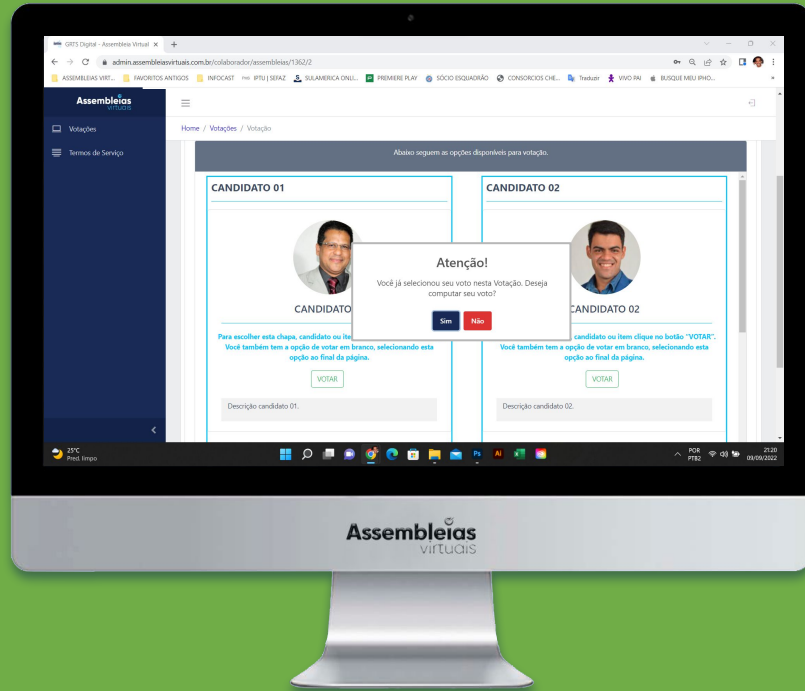 GRTS Digital - Assembleia Virtual
admin.assembleiasvirtuais.com.br/colaborador/assembleias/1362/2
ASSEMBLEIAS VIRT... FAVORITOS ANTIGOS INFOCAST IPTU | SEFAZ SULAMERICA ONLI... PREMIERE PLAY SÓCIO ESQUADRÃO CONSORCIOS CHE... Traduzir VIVO PAI BUSQUE MEU IPHO... »
Assembleias
virtuais
Votações
Termos de Serviço
Home / Votações / Votação
Abaixo seguem as opções disponíveis para votação.
CANDIDATO 01
CANDIDATO
Para escolher esta chapa, candidato ou ite
Você também tem a opção de votar em branco, selecionando esta
opção ao final da página.
VOTAR
Descrição candidato 01.
CANDIDATO 02
CANDIDATO 02
candidato ou item clique no botão "VOTAR".
Você também tem a opção de votar em branco, selecionando esta
opção ao final da página.
VOTAR
Descrição candidato 02.
Atenção!
Você já selecionou seu voto nesta Votação. Deseja
computar seu voto?
Sim Não
25°C
Pred. limpo
Ps Ai
POR
PTB2
21:20
09/09/2022
Assembleias
virtuais